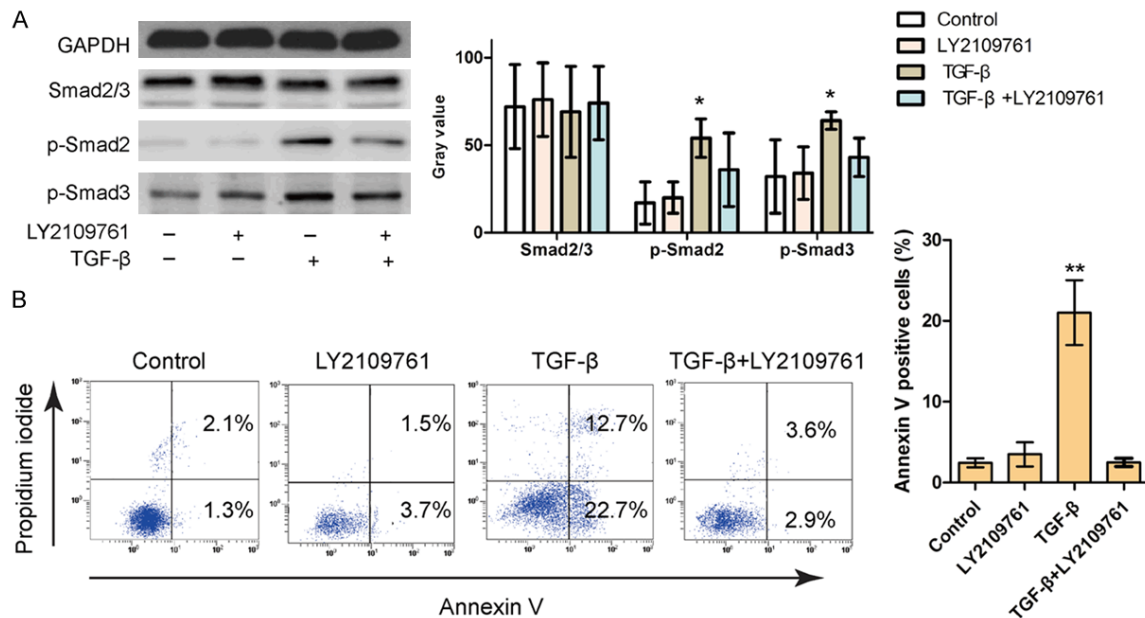 A
GAPDH
Smad2/3
p-Smad2
p-Smad3
LY2109761 − + − +
TGF-β − − + +
Gray value
100
50
0
Smad2/3 p-Smad2 p-Smad3
* *
Control
LY2109761
TGF-β
TGF-β +LY2109761
B
Propidium iodide
Control LY2109761 TGF-β TGF-β+LY2109761
2.1% 1.5% 12.7% 3.6%
1.3% 3.7% 22.7% 2.9%
Annexin V
Annexin V positive cells (%)
30
20
10
0
**
Control LY2109761 TGF-β TGF-β+LY2109761